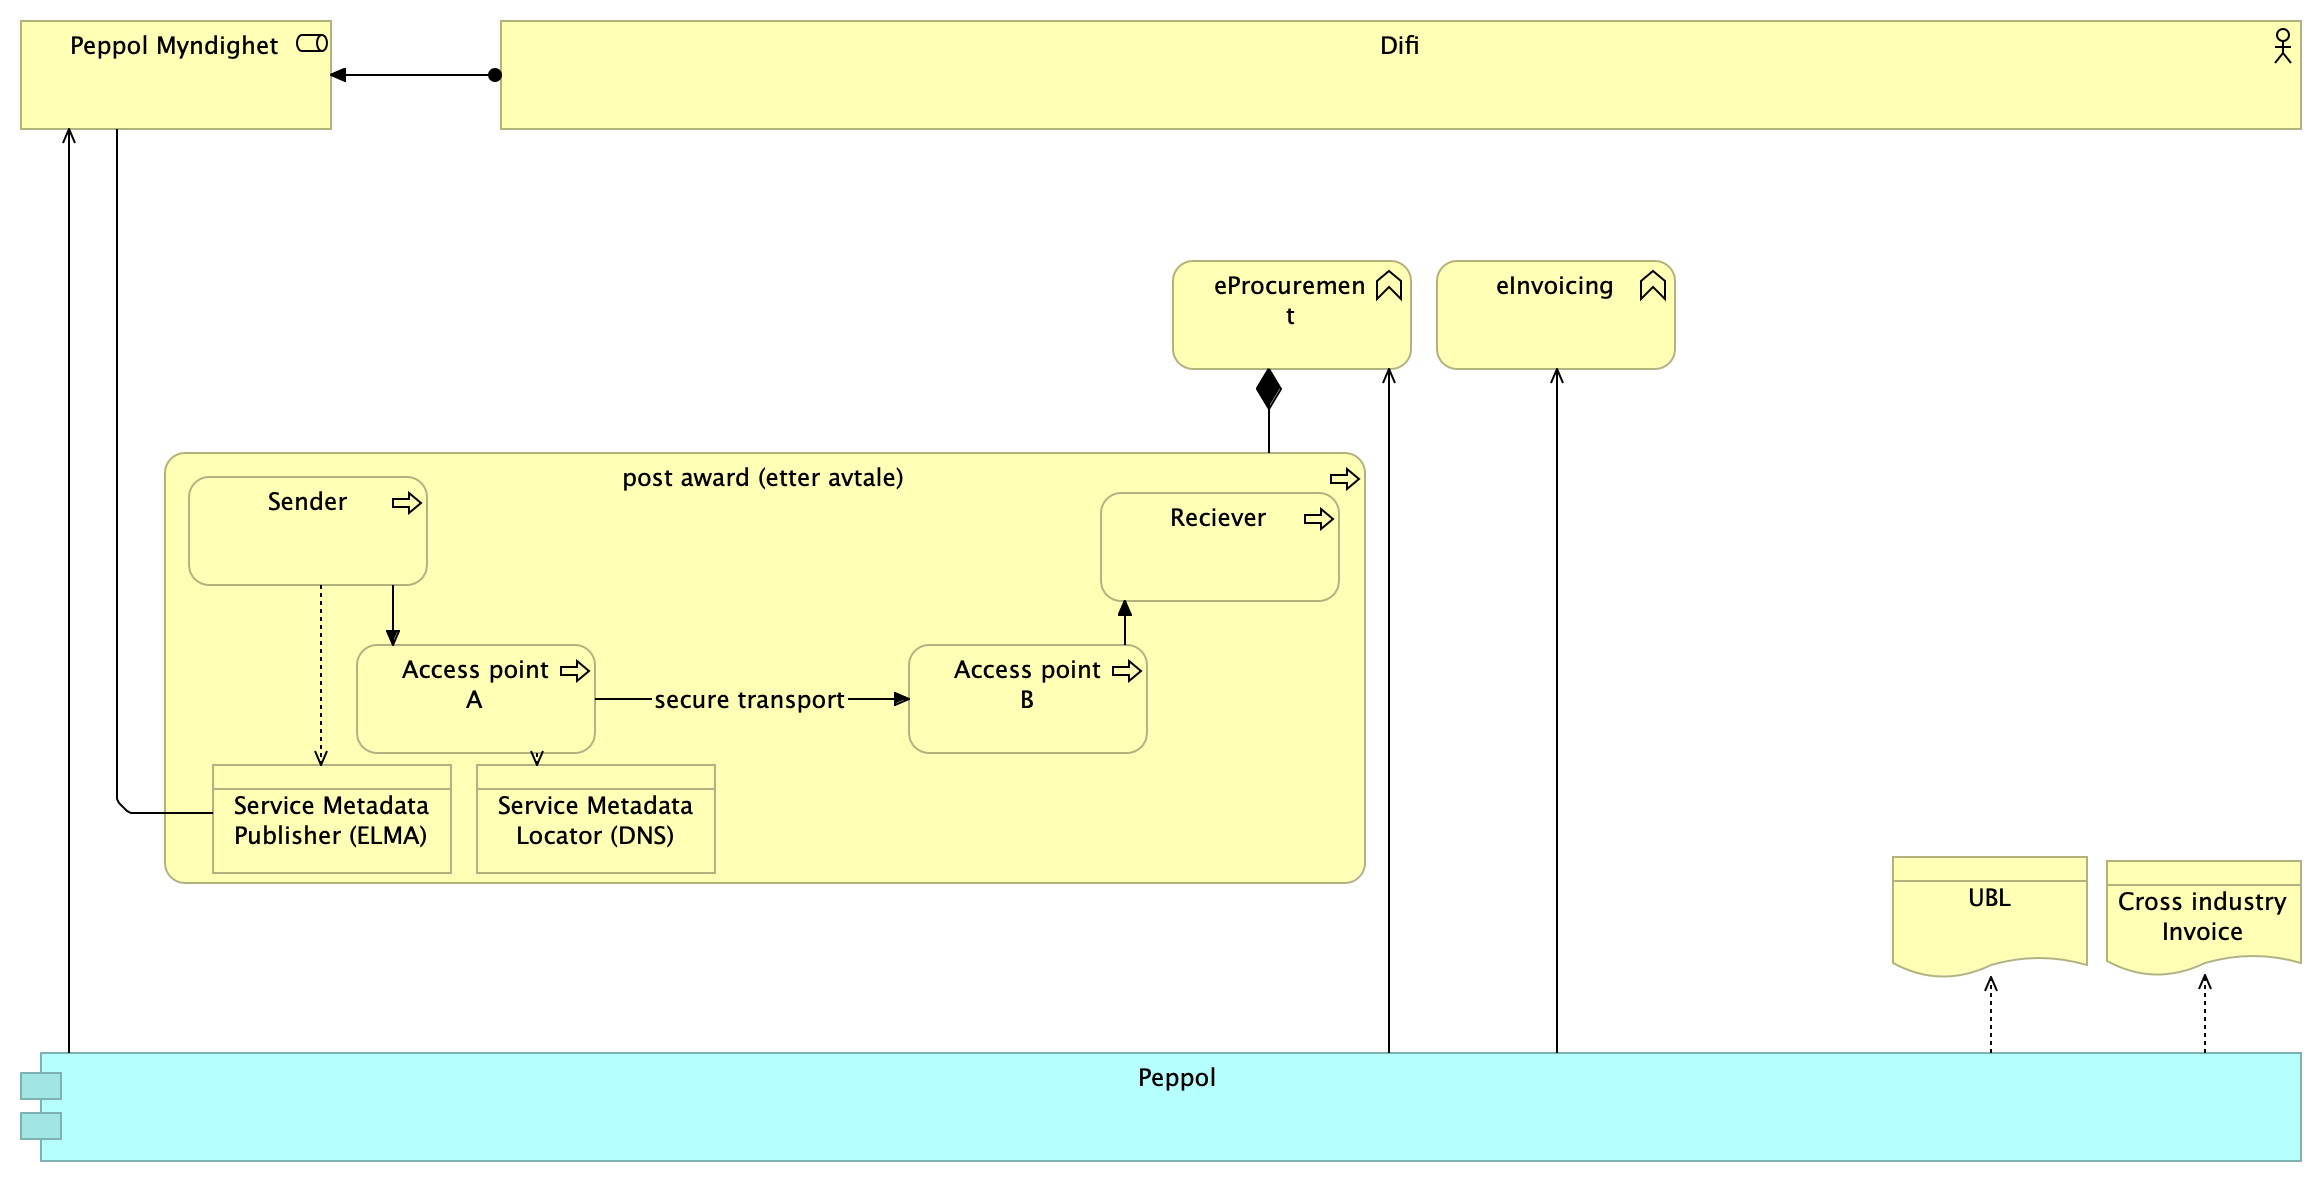 Peppol Myndighet
Difi
eProcuremen
t
eInvoicing
post award (etter avtale)
Sender
Reciever
Access point
A
secure transport
Access point
B
Service Metadata
Publisher (ELMA)
Service Metadata
Locator (DNS)
UBL
Cross industry
Invoice
Peppol